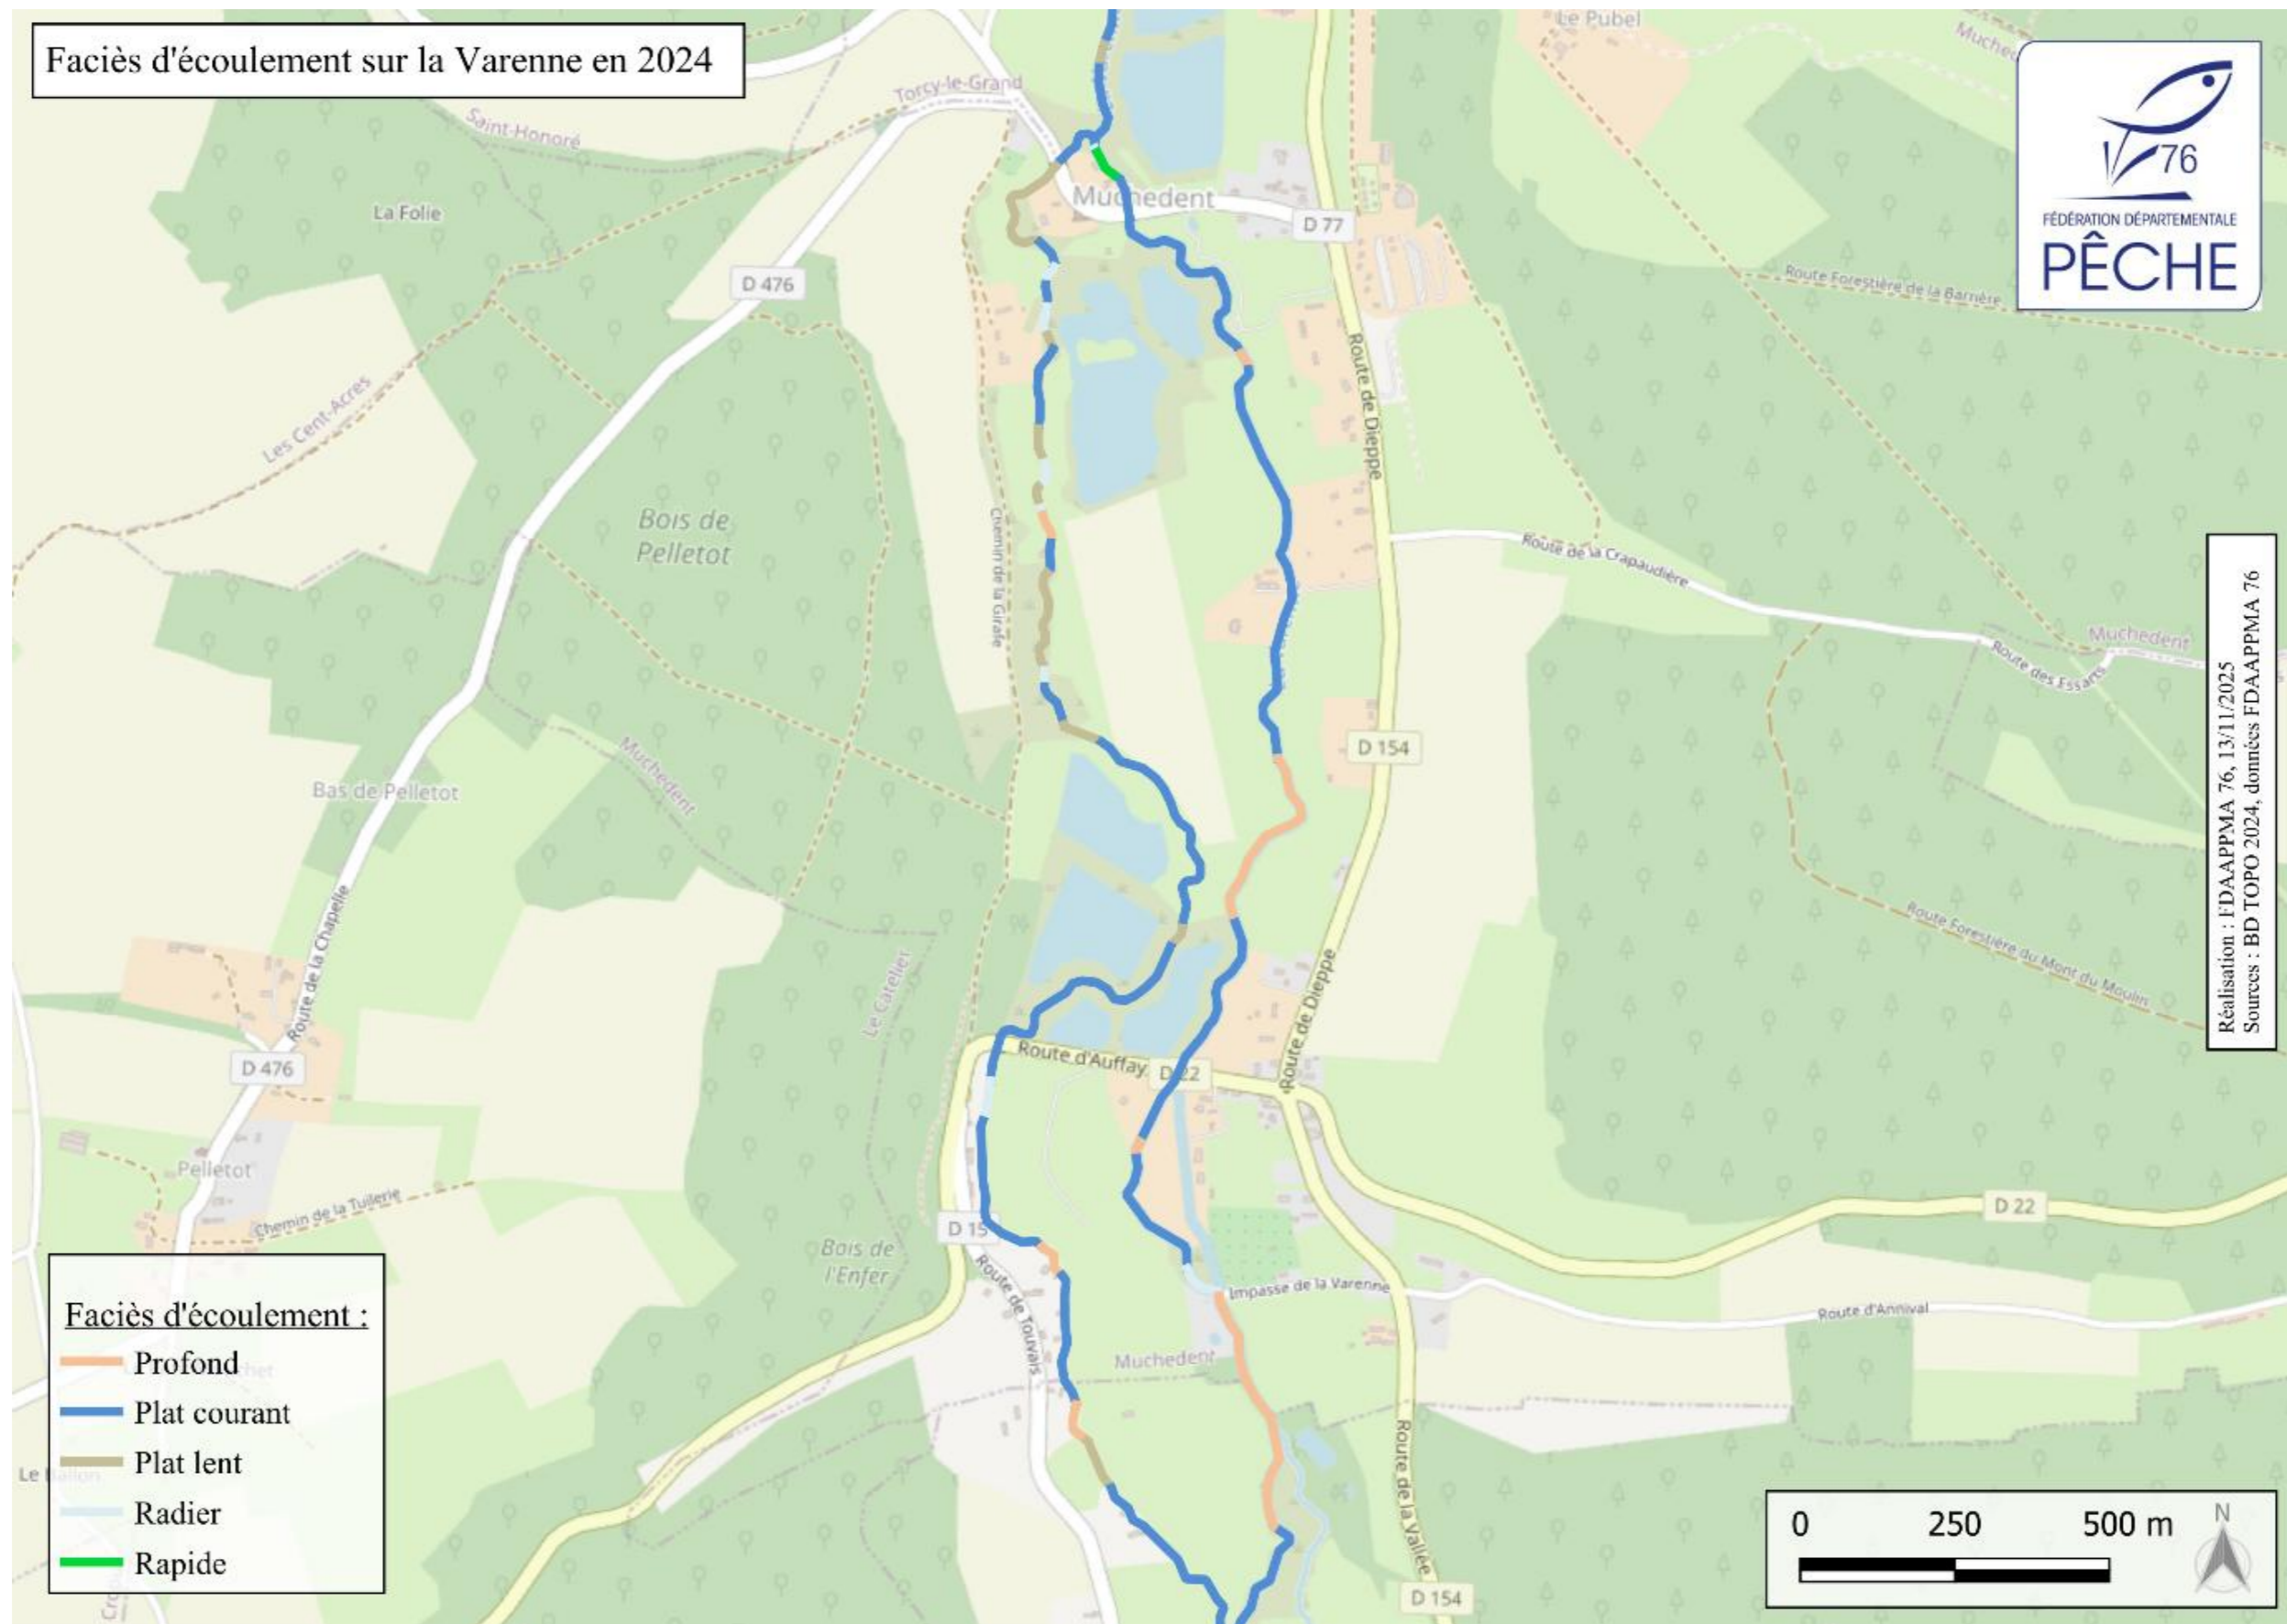 Faciès d'écoulement sur la Varenne en 2024
Le Pubel
Torcy-le-Grand
Saint-Honoré
76
FÉDÉRATION DÉPARTEMENTALE
PÊCHE
La Folie
Muchedent
D 77
D 476
Route Forestière de la Barrière
Les Cent-Acres
Route de Dieppe
Bois de
Pelletot
Chemin de la Girafe
Route de la Crapaudière
Muchedent
Route des Essarts
Réalisation : FDAAPPMA 76, 13/11/2025
Sources : BD TOPO 2024, données FDAAPPMA 76
Muchedent
D 154
Bas de Pelletot
Route de la Chapelle
Route Forestière du Mont du Moulin
Le Catelier
Route de Dieppe
Route d'Auffay
D 22
D 476
Pelletot
Chemin de la Tuilerie
D 15
D 22
Bois de
l'Enfer
Route de Touvais
Impasse de la Varenne
Route d'Annival
Muchedent
Route de la Vallée
D 154
Faciès d'écoulement :
Profond
Plat courant
Plat lent
Radier
Rapide
0 250 500 m
N